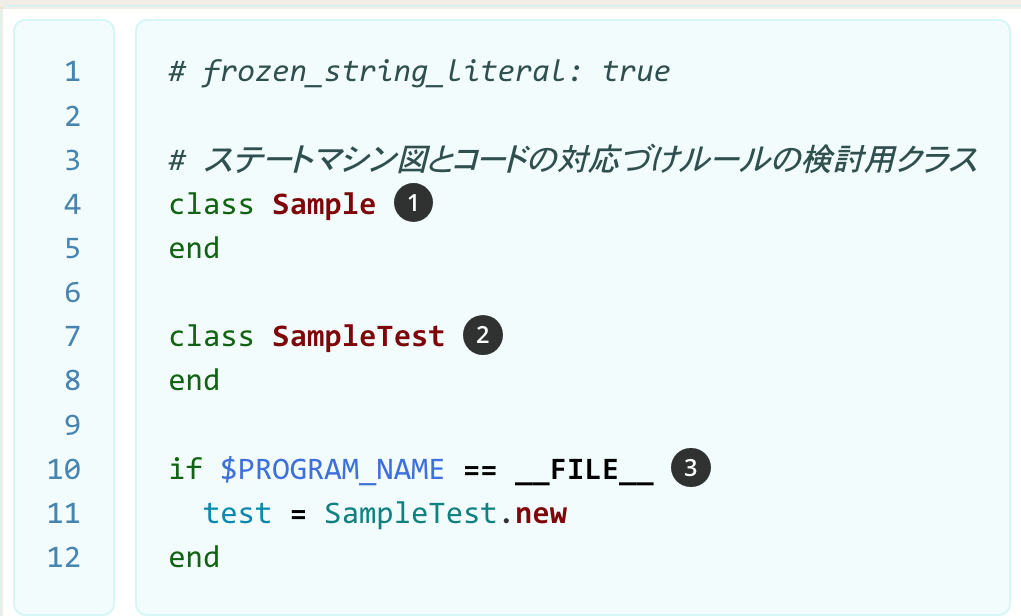 1 # frozen_string_literal: true
2
3 # ステートマシン図とコードの対応づけルールの検討用クラス
4 class Sample 1
5 end
6
7 class SampleTest 2
8 end
9
10 if $PROGRAM_NAME == __FILE__ 3
11   test = SampleTest.new
12 end